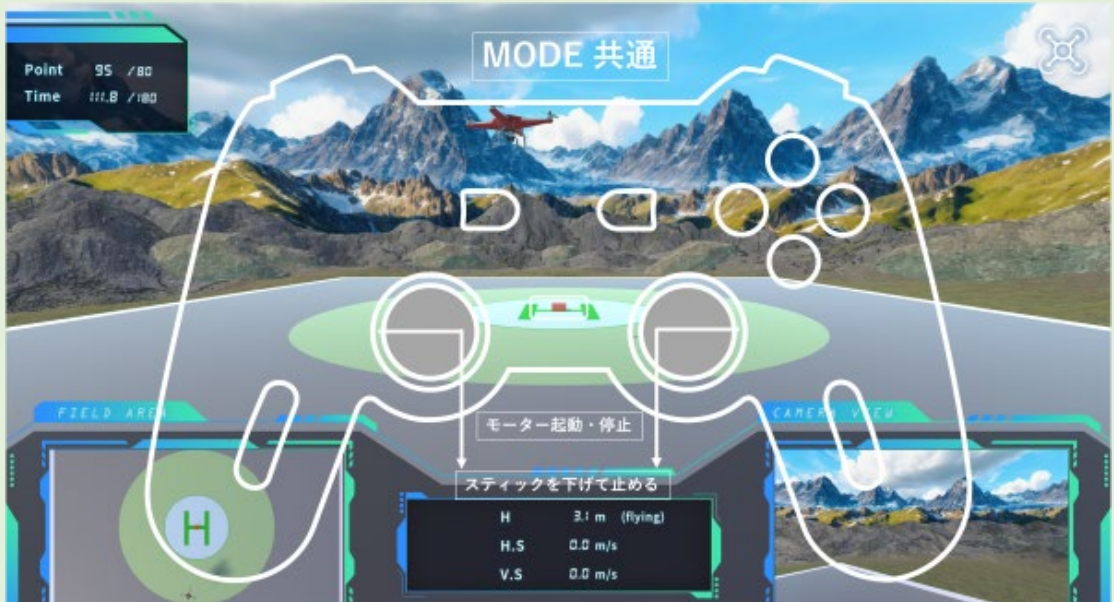 MODE 共通
Point 95 /80
Time 111.8 /180
モーター起動・停止
FIELD AREA
CAMERA VIEW
スティックを下げて止める
H 3.1 m (flying)
H.S 0.0 m/s
V.S 0.0 m/s
H